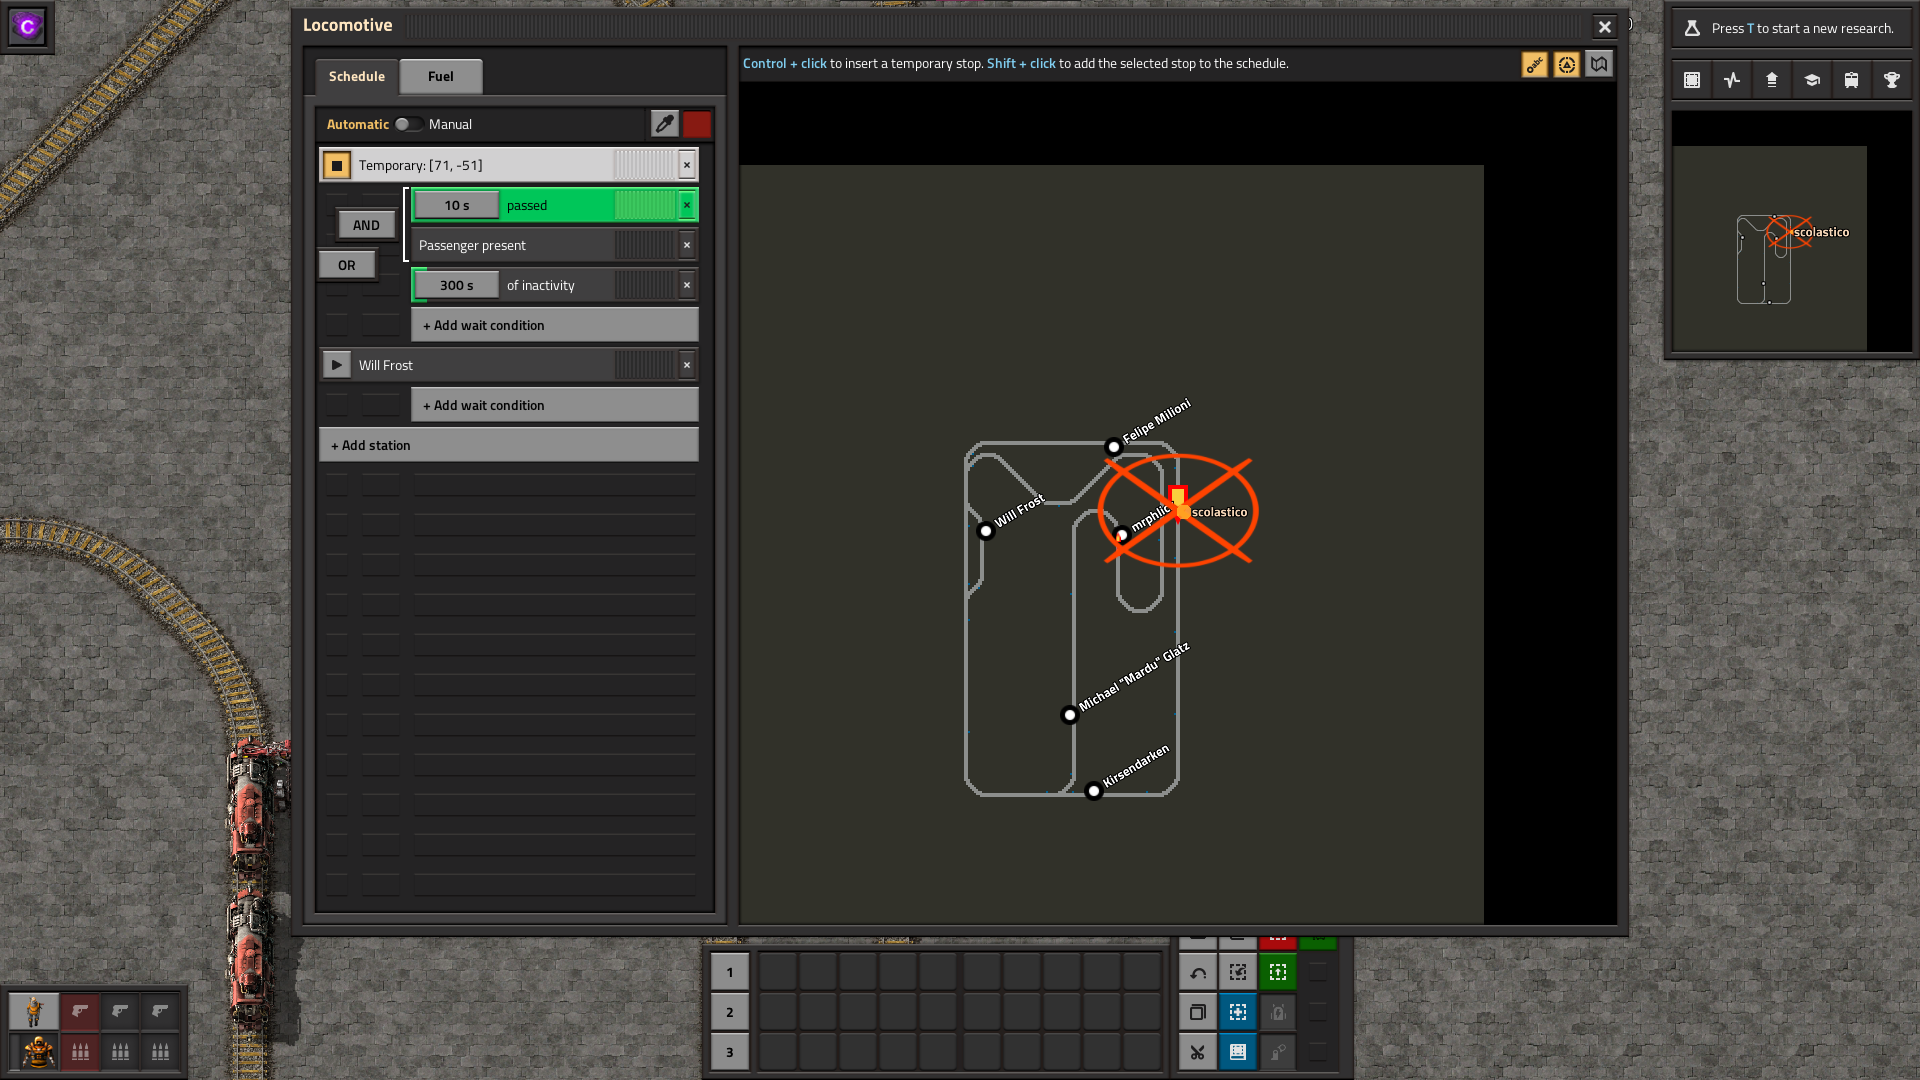 C
Locomotive
Schedule
Fuel
Control + click to insert a temporary stop. Shift + click to add the selected stop to the schedule.
Press T to start a new research.
Automatic
Manual
Temporary: [71, -51]
10 s
passed
AND
Passenger present
OR
300 s
of inactivity
+ Add wait condition
Will Frost
+ Add wait condition
+ Add station
Felipe Milioni
Will Frost
scolastico
Michael "Mardu" Glatz
Kirsendarken
scolastico
1
2
3